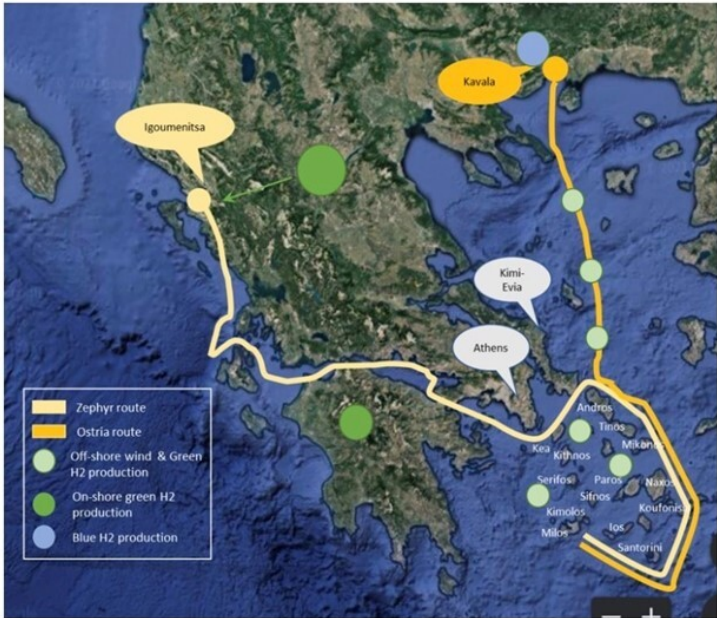 Kavala
Igoumenitsa
Kimi-
Evia
Athens
Zephyr route
Ostria route
Off-shore wind & Green
H2 production
On-shore green H2
production
Blue H2 production
Andros
Tinos
Mikonos
Kea
Kithnos
Serifos
Paros
Naxos
Sifnos
Kimolos
Koufonisi
Milos
Ios
Santorini